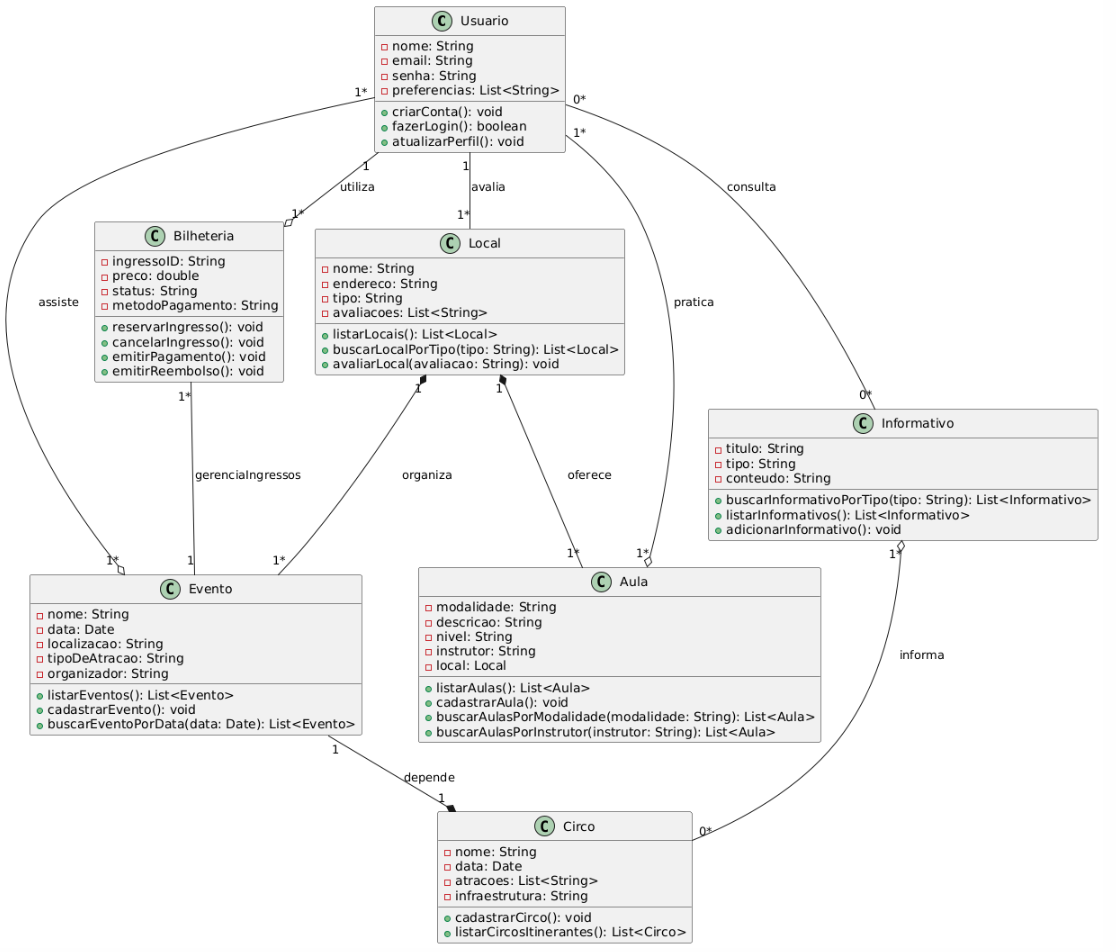 C Usuario
nome: String
email: String
senha: String
preferencias: List<String>
criarConta(): void
fazerLogin(): boolean
atualizarPerfil(): void
1*
0*
1*
1
1
utiliza
avalia
consulta
1*
1*
C Bilheteria
ingressoID: String
preco: double
status: String
metodoPagamento: String
reservarIngresso(): void
cancelarIngresso(): void
emitirPagamento(): void
emitirReembolso(): void
C Local
nome: String
endereco: String
tipo: String
avaliacoes: List<String>
listarLocais(): List<Local>
buscarLocalPorTipo(tipo: String): List<Local>
avaliarLocal(avaliacao: String): void
assiste
pratica
1*
1
1
0*
C Informativo
titulo: String
tipo: String
conteudo: String
buscarInformativoPorTipo(tipo: String): List<Informativo>
listarInformativos(): List<Informativo>
adicionarInformativo(): void
gerenciaIngressos
organiza
oferece
1*
1
1*
1*
1*
1*
C Evento
nome: String
data: Date
localizacao: String
tipoDeAtracao: String
organizador: String
listarEventos(): List<Evento>
cadastrarEvento(): void
buscarEventoPorData(data: Date): List<Evento>
C Aula
modalidade: String
descricao: String
nivel: String
instrutor: String
local: Local
listarAulas(): List<Aula>
cadastrarAula(): void
buscarAulasPorModalidade(modalidade: String): List<Aula>
buscarAulasPorInstrutor(instrutor: String): List<Aula>
informa
1
depende
1
0*
C Circo
nome: String
data: Date
atracoes: List<String>
infraestrutura: String
cadastrarCirco(): void
listarCircosItinerantes(): List<Circo>